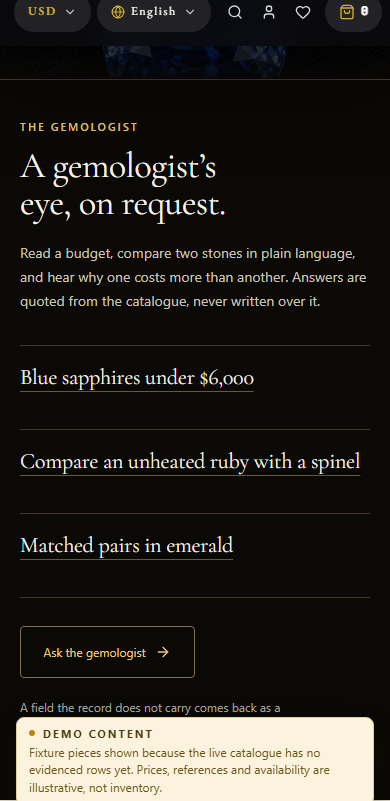 USD English 0
THE GEMOLOGIST
A gemologist’s
eye, on request.
Read a budget, compare two stones in plain language,
and hear why one costs more than another. Answers are
quoted from the catalogue, never written over it.
Blue sapphires under $6,000
Compare an unheated ruby with a spinel
Matched pairs in emerald
Ask the gemologist →
A field the record does not carry comes back as a
DEMO CONTENT
Fixture pieces shown because the live catalogue has no
evidenced rows yet. Prices, references and availability are
illustrative, not inventory.